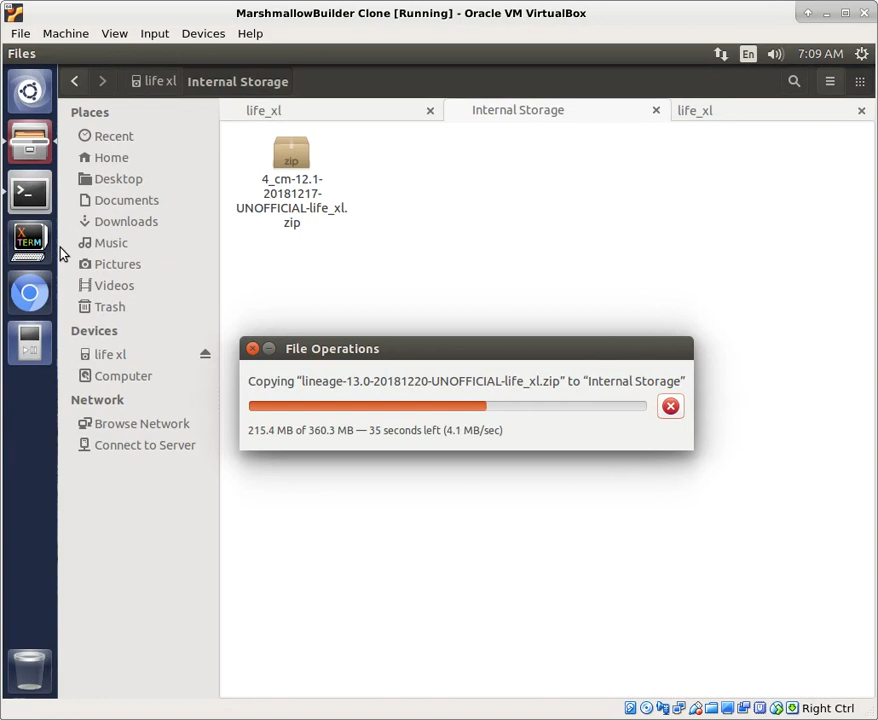 MarshmallowBuilder Clone [Running] - Oracle VM VirtualBox
File Machine View Input Devices Help
Files
En
7:09 AM
life xl
Internal Storage
life_xl
Internal Storage
life_xl
Places
Recent
Home
Desktop
Documents
Downloads
Music
Pictures
Videos
Trash
Devices
life xl
Computer
Network
Browse Network
Connect to Server
X
TERM
zip
4_cm-12.1-
20181217-
UNOFFICIAL-life_xl.
zip
File Operations
Copying “lineage-13.0-20181220-UNOFFICIAL-life_xl.zip” to “Internal Storage”
215.4 MB of 360.3 MB — 35 seconds left (4.1 MB/sec)
Right Ctrl